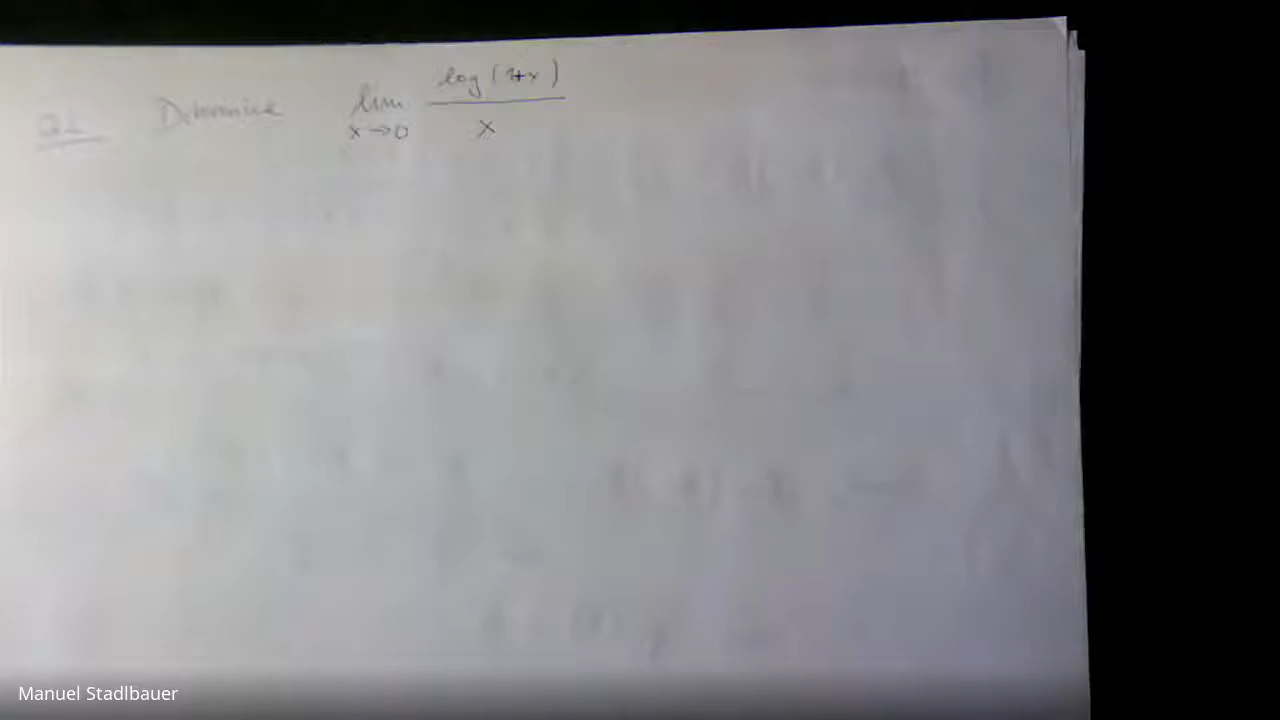 Determine lim x→0 log(1+x) / x
Manuel Stadlbauer